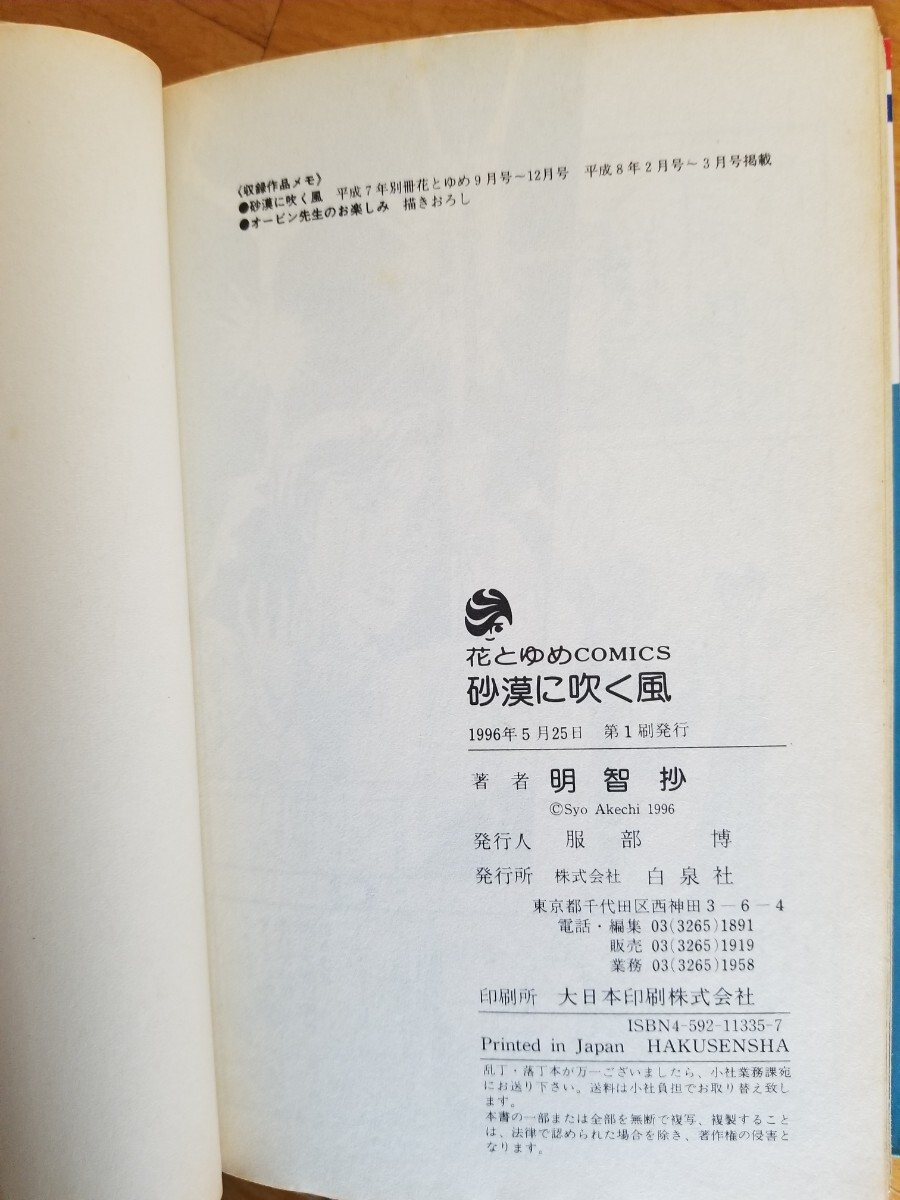 〈収録作品メモ〉
●砂漠に吹く風 平成7年別冊花とゆめ9月号〜12月号 平成8年2月号〜3月号掲載
●オービン先生のお楽しみ 描きおろし
花とゆめCOMICS
砂漠に吹く風
1996年5月25日 第1刷発行
著者 明智抄
©Syo Akechi 1996
発行人 服部 博
発行所 株式会社 白泉社
東京都千代田区西神田3−6−4
電話・編集 03(3265)1891
販売 03(3265)1919
業務 03(3265)1958
印刷所 大日本印刷株式会社
ISBN4-592-11335-7
Printed in Japan HAKUSENSHA
乱丁・落丁本が万一ございましたら、小社業務課宛
にお送り下さい。送料は小社負担でお取り替え致し
ます。
本書の一部または全部を無断で複写、複製すること
は、法律で認められた場合を除き、著作権の侵害と
なります。